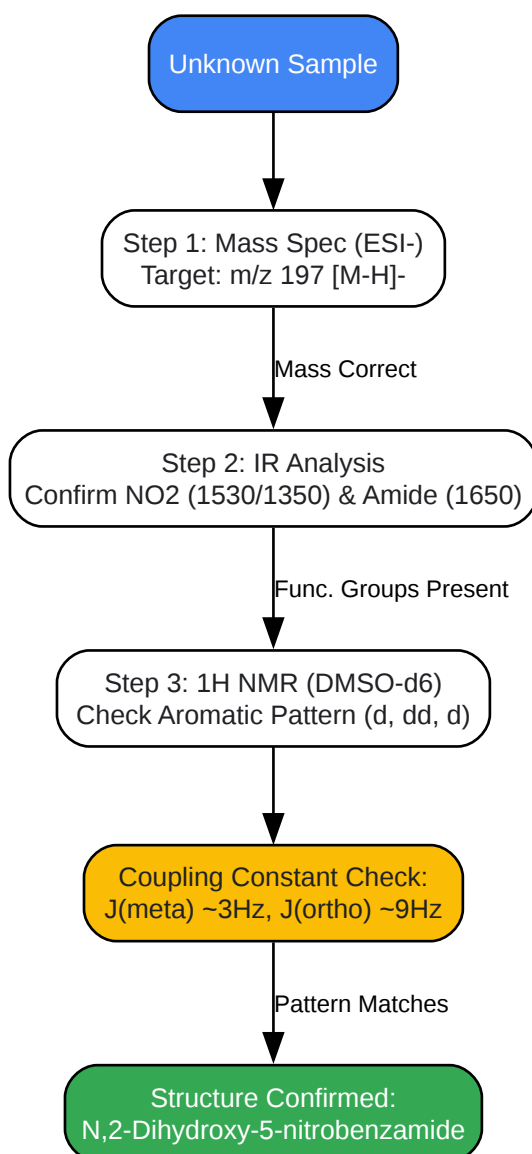 Unknown Sample
Step 1: Mass Spec (ESI-)
Target: m/z 197 [M-H]-
Mass Correct
Step 2: IR Analysis
Confirm NO2 (1530/1350) & Amide (1650)
Func. Groups Present
Step 3: 1H NMR (DMSO-d6)
Check Aromatic Pattern (d, dd, d)
Coupling Constant Check:
J(meta) ~3Hz, J(ortho) ~9Hz
Pattern Matches
Structure Confirmed:
N,2-Dihydroxy-5-nitrobenzamide